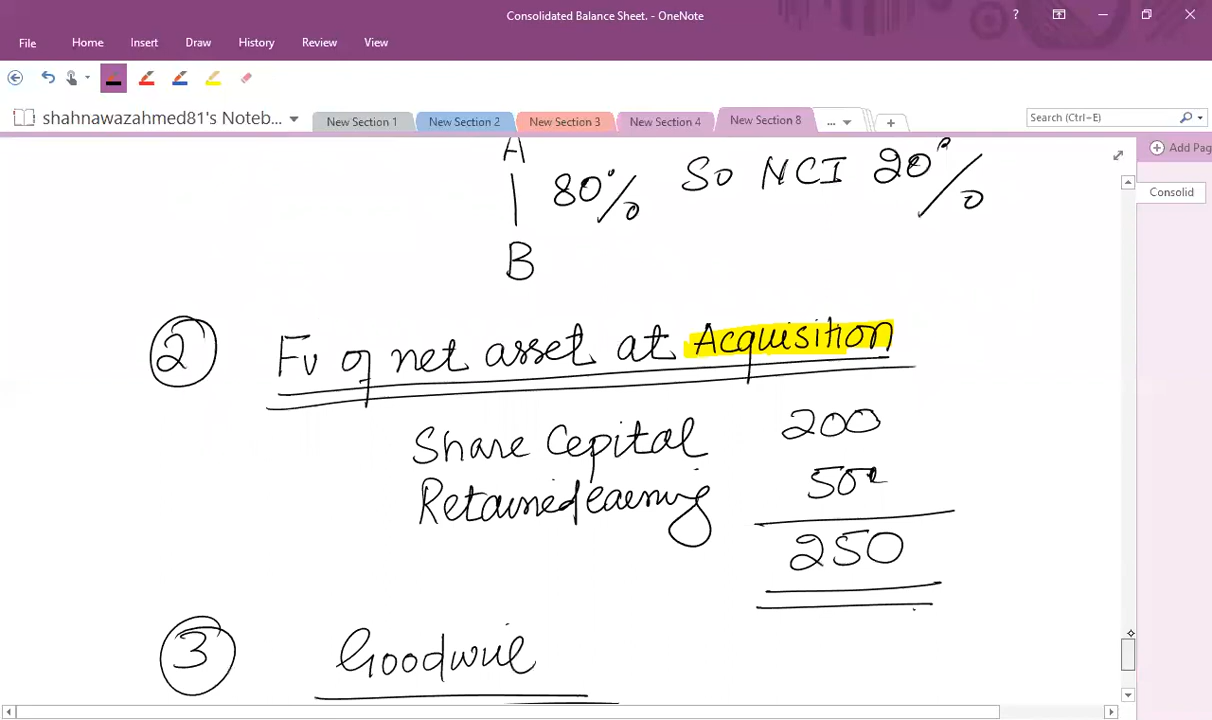 Consolidated Balance Sheet. - OneNote
File Home Insert Draw History Review View
shahnawazahmed81's Noteb... New Section 1 New Section 2 New Section 3 New Section 4 New Section 8 ... Search (Ctrl-E)
Add Pag
Consolid
A
80% So NCI 20%
B
2 Fv of net asset at Acquisition
Share Cepital 200
Retained earning 50
250
3 Goodwill